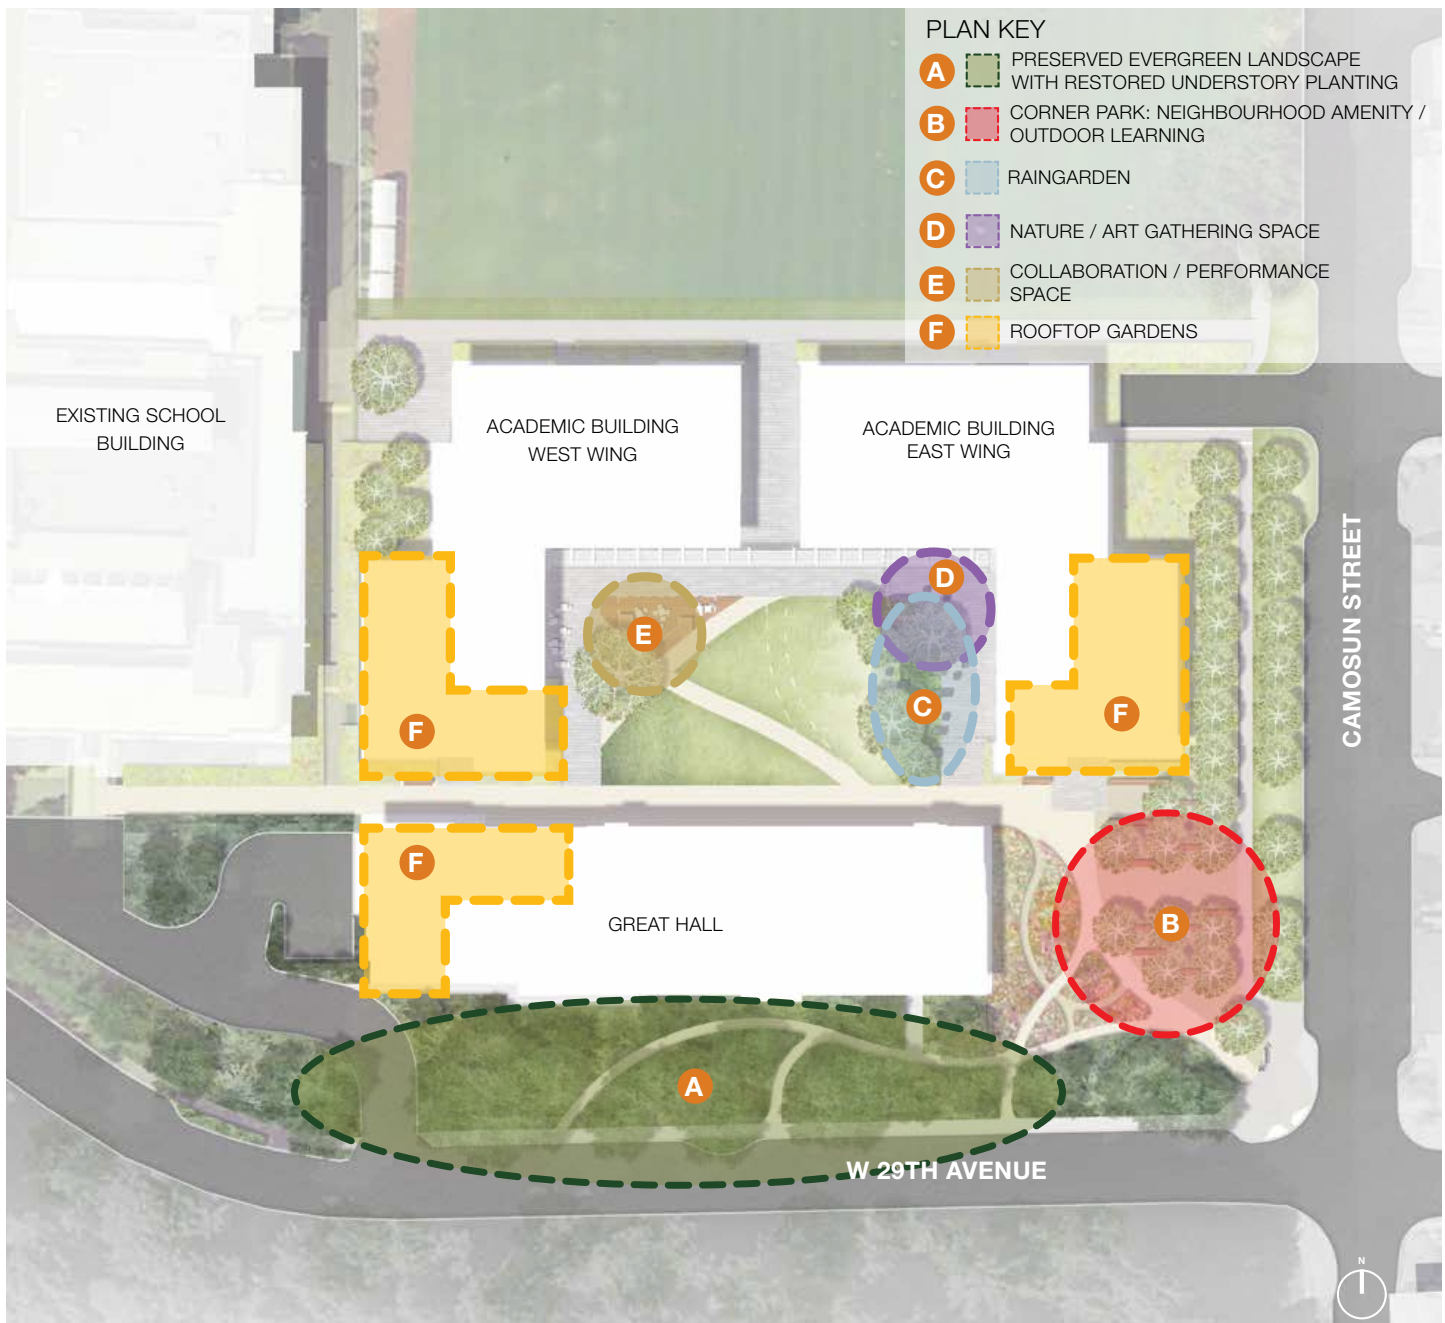 PLAN KEY
A
PRESERVED EVERGREEN LANDSCAPE
WITH RESTORED UNDERSTORY PLANTING
B
CORNER PARK: NEIGHBOURHOOD AMENITY /
OUTDOOR LEARNING
C
RAINGARDEN
D
NATURE / ART GATHERING SPACE
E
COLLABORATION / PERFORMANCE
SPACE
F
ROOFTOP GARDENS
EXISTING SCHOOL
BUILDING
ACADEMIC BUILDING
WEST WING
ACADEMIC BUILDING
EAST WING
CAMOSUN STREET
D
E
C
F
F
F
GREAT HALL
B
A
W 29TH AVENUE
N